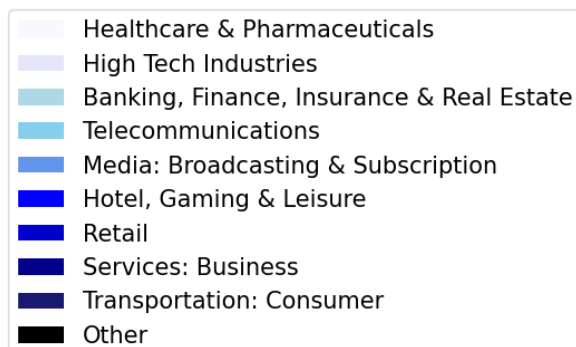 Healthcare & Pharmaceuticals
High Tech Industries
Banking, Finance, Insurance & Real Estate
Telecommunications
Media: Broadcasting & Subscription
Hotel, Gaming & Leisure
Retail
Services: Business
Transportation: Consumer
Other